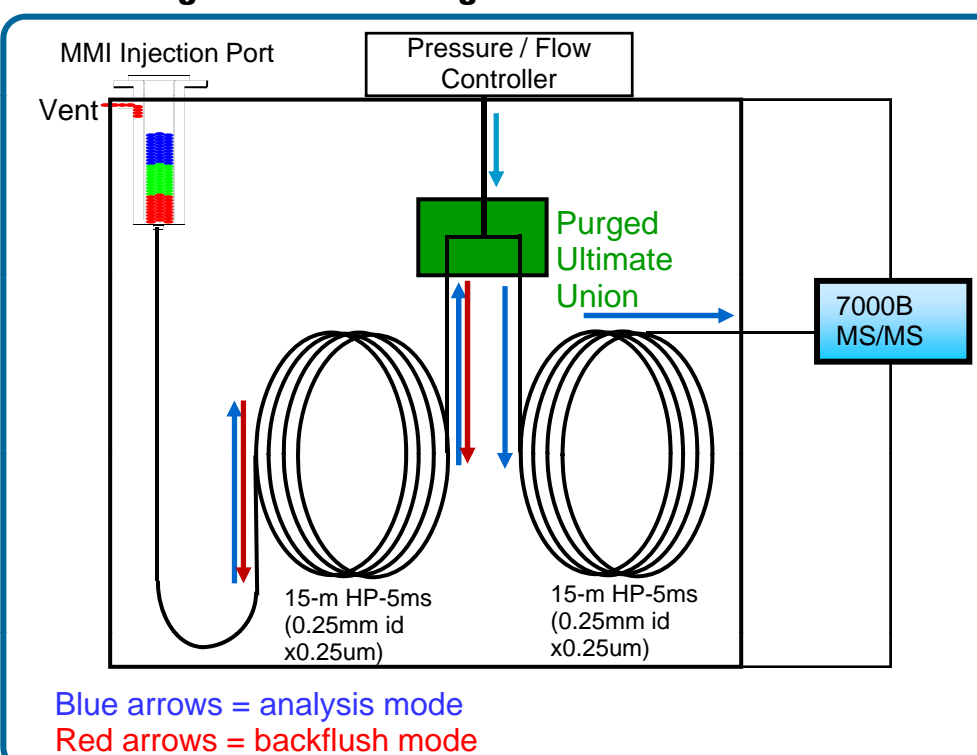 MMI Injection Port
Pressure / Flow
Controller
Vent
Purged
Ultimate
Union
7000B
MS/MS
15-m HP-5ms
(0.25mm id
x0.25um)
15-m HP-5ms
(0.25mm id
x0.25um)
Blue arrows = analysis mode
Red arrows = backflush mode